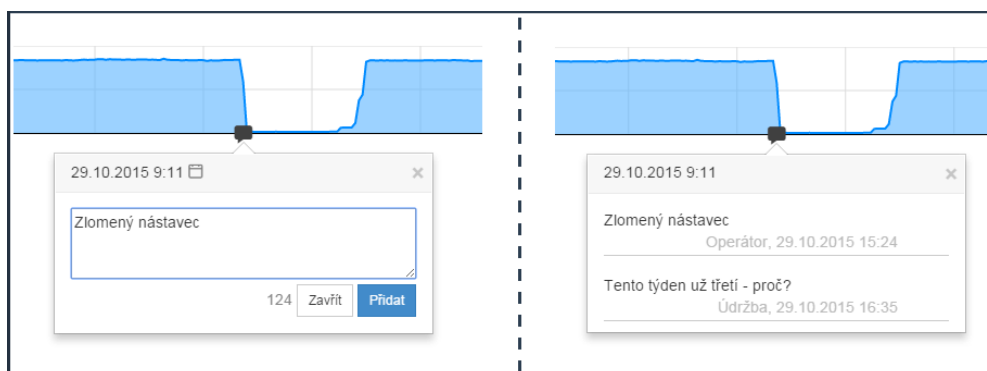 29.10.2015 9:11
Zlomený nástavec
124 Zavřít Přidat
29.10.2015 9:11
Zlomený nástavec
Operátor, 29.10.2015 15:24
Tento týden už třetí - proč?
Údržba, 29.10.2015 16:35